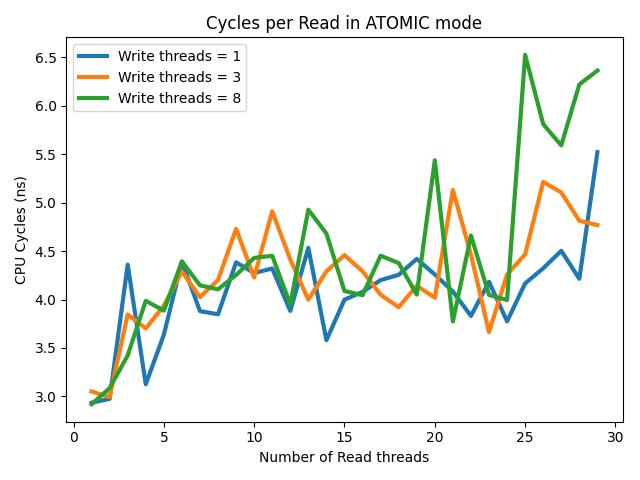 Cycles per Read in ATOMIC mode
Write threads = 1
Write threads = 3
Write threads = 8
CPU Cycles (ns)
6.5
6.0
5.5
5.0
4.5
4.0
3.5
3.0
0 5 10 15 20 25 30
Number of Read threads